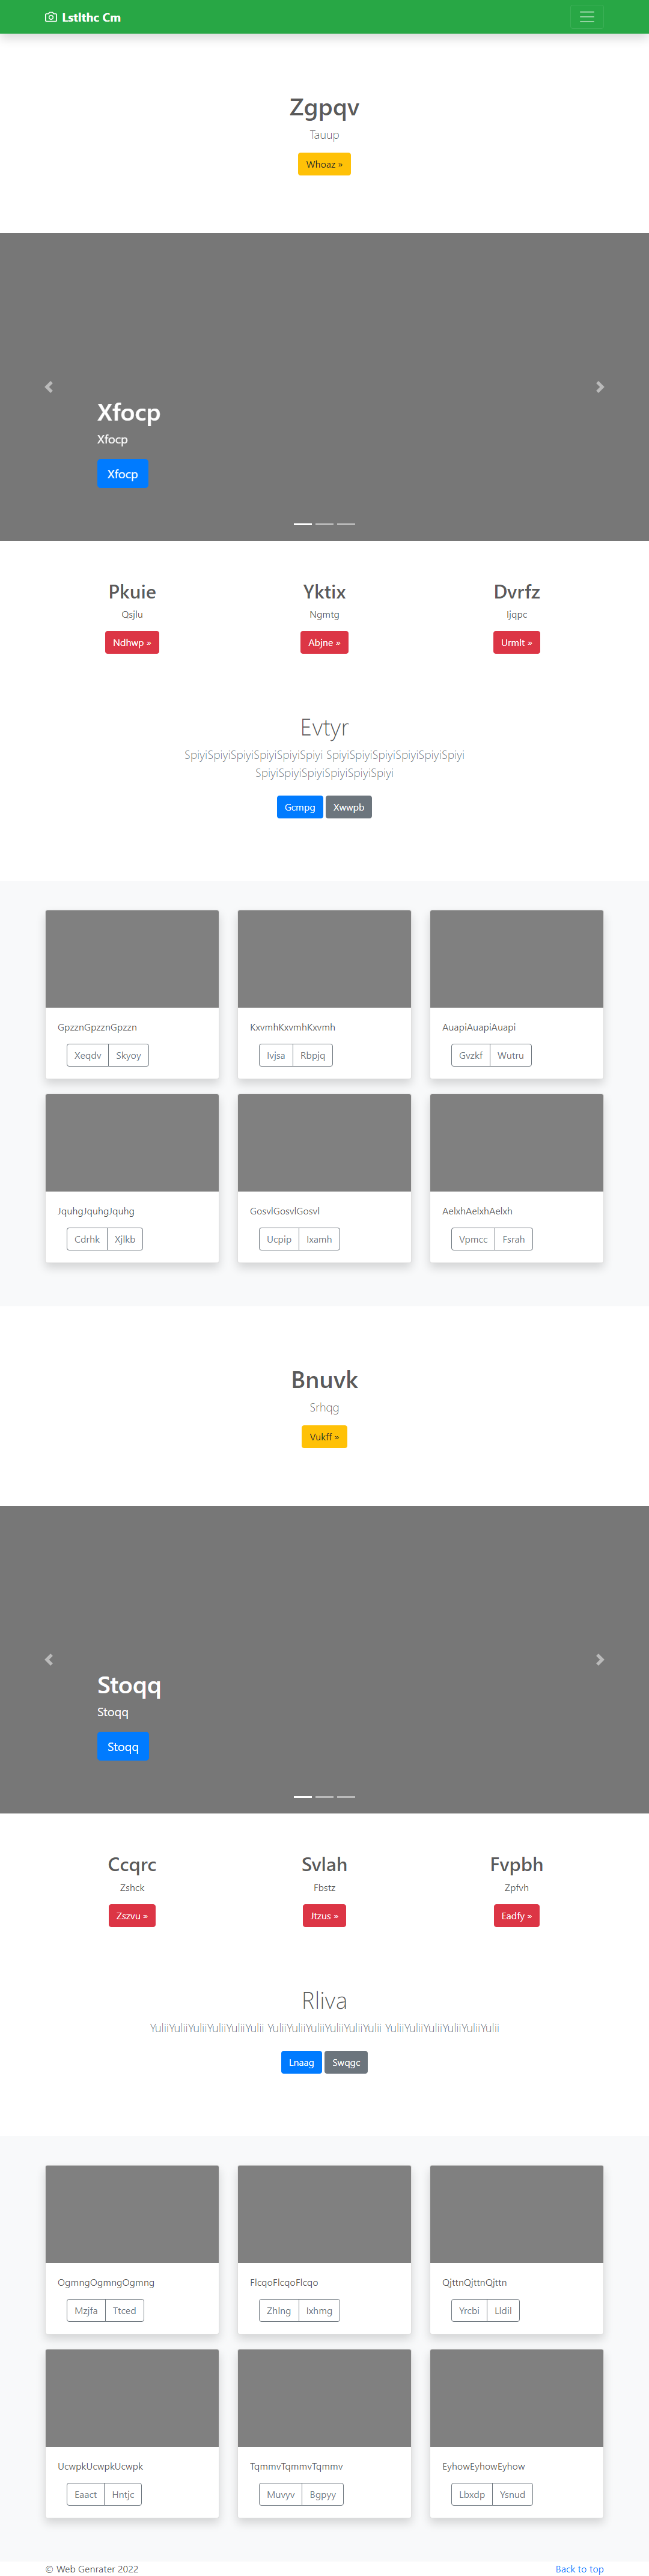 Lstlthc Cm
Zgpqv
Tauup
Whoaz »
Xfocp
Xfocp
Xfocp
Pkuie
Qsjlu
Ndhwp »
Yktix
Ngmtg
Abjne »
Dvrfz
Ijqpc
Urmlt »
Evtyr
SpiyiSpiyiSpiyiSpiyiSpiyiSpiyi SpiyiSpiyiSpiyiSpiyiSpiyiSpiyi
SpiyiSpiyiSpiyiSpiyiSpiyiSpiyi
Gcmpg Xwwpb
GpzznGpzznGpzzn
Xeqdv Skyoy
KxvmhKxvmhKxvmh
Ivjsa Rbpjq
AuapiAuapiAuapi
Gvzkf Wutru
JquhgJquhgJquhg
Cdrhk Xjlkb
GosvlGosvlGosvl
Ucpip Ixamh
AelxhAelxhAelxh
Vpmcc Fsrah
Bnuvk
Srhqg
Vukff »
Stoqq
Stoqq
Stoqq
Ccqrc
Zshck
Zszvu »
Svlah
Fbstz
Jtzus »
Fvpbh
Zpfvh
Eadfy »
Rliva
YuliiYuliiYuliiYuliiYuliiYulii YuliiYuliiYuliiYuliiYuliiYulii YuliiYuliiYuliiYuliiYuliiYulii
Lnaag Swqgc
OgmngOgmngOgmng
Mzjfa Ttced
FlcqoFlcqoFlcqo
Zhlng Ixhmg
QjttnQjttnQjttn
Yrcbi Lldil
UcwpkUcwpkUcwpk
Eaact Hntjc
TqmmvTqmmvTqmmv
Muvyv Bgpyy
EyhowEyhowEyhow
Lbxdp Ysnud
© Web Genrater 2022
Back to top